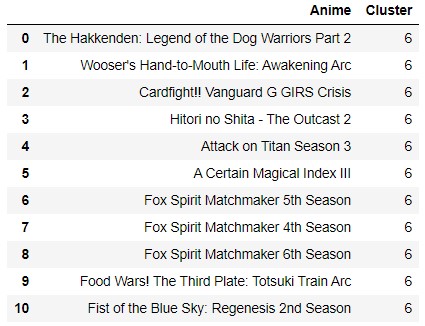 Anime Cluster
0 The Hakkenden: Legend of the Dog Warriors Part 2 6
1 Wooser's Hand-to-Mouth Life: Awakening Arc 6
2 Cardfight!! Vanguard G GIRS Crisis 6
3 Hitori no Shita - The Outcast 2 6
4 Attack on Titan Season 3 6
5 A Certain Magical Index III 6
6 Fox Spirit Matchmaker 5th Season 6
7 Fox Spirit Matchmaker 4th Season 6
8 Fox Spirit Matchmaker 6th Season 6
9 Food Wars! The Third Plate: Totsuki Train Arc 6
10 Fist of the Blue Sky: Regenesis 2nd Season 6